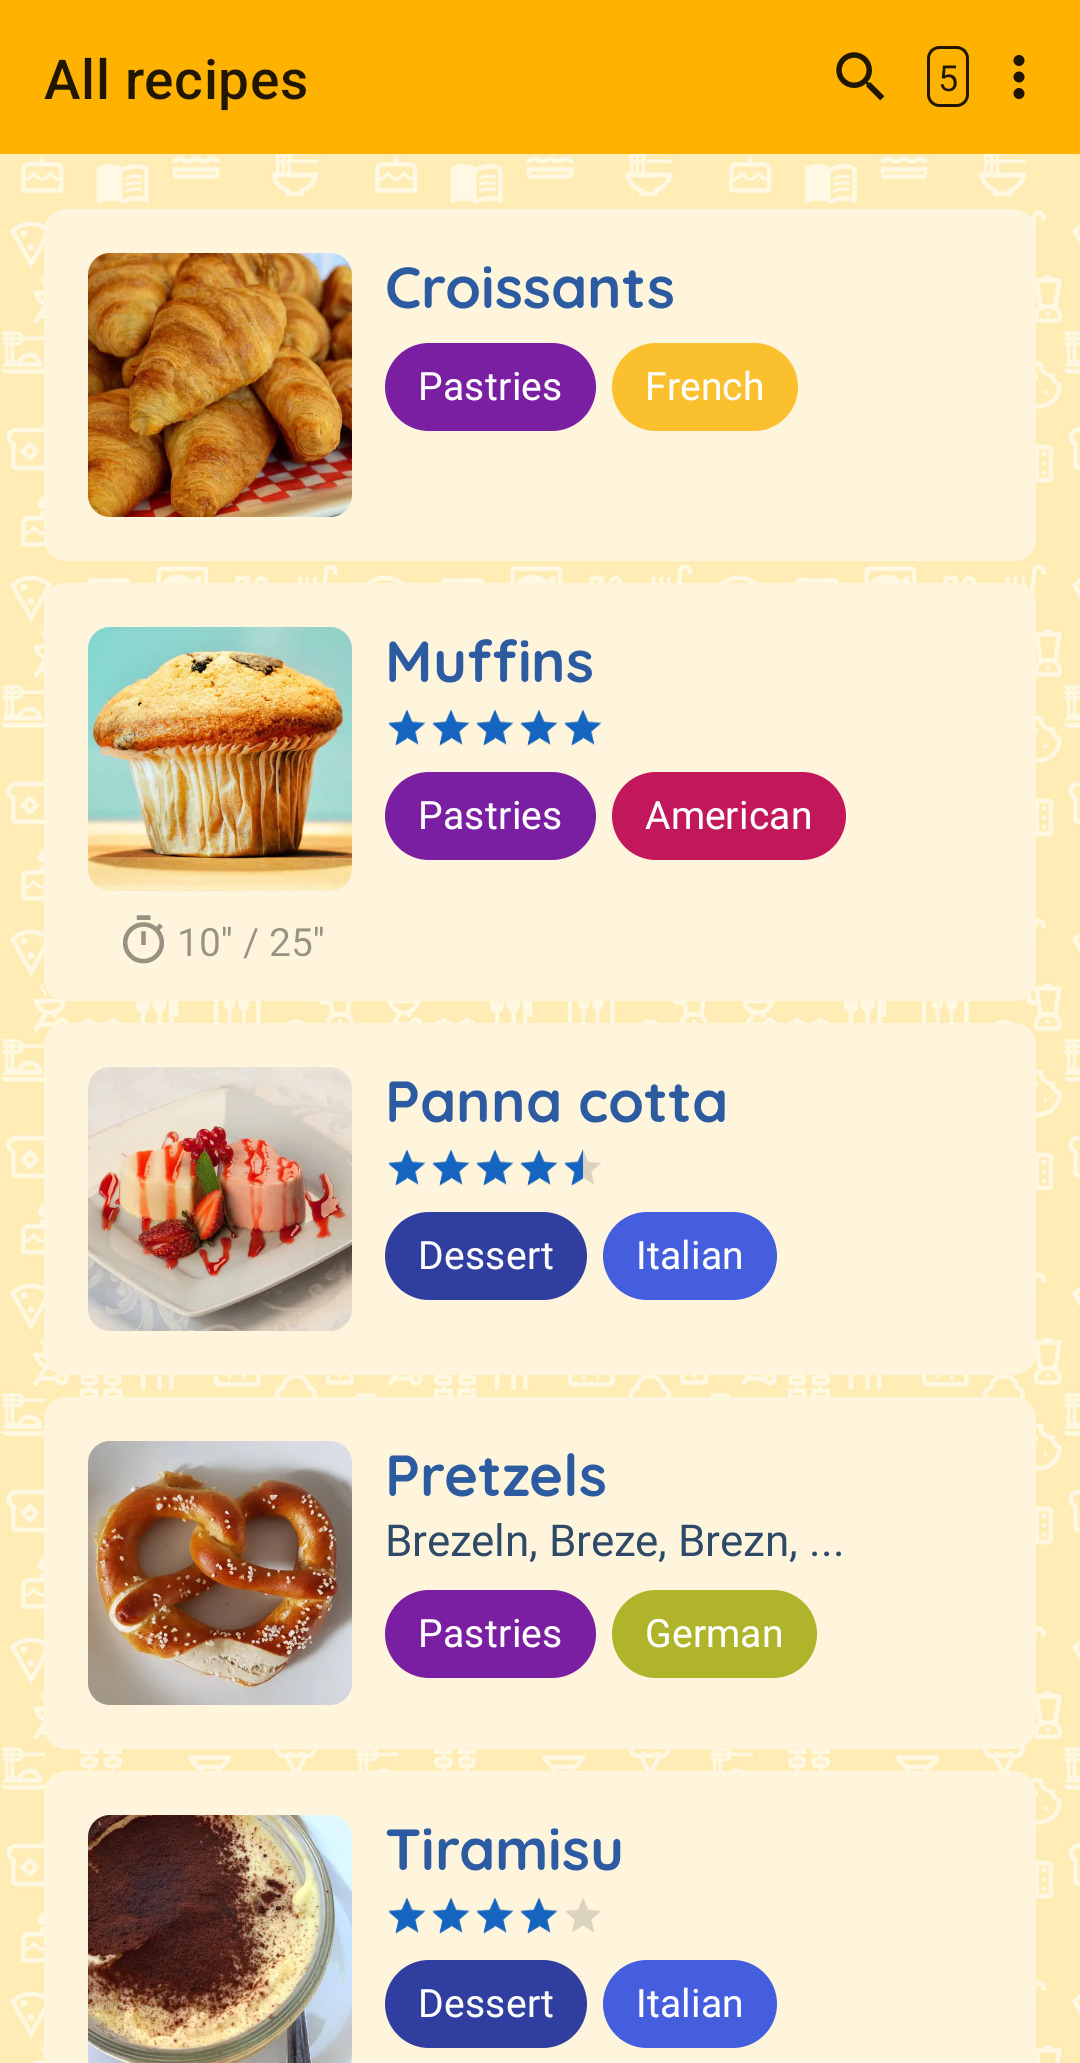 All recipes
5
Croissants
Pastries French
Muffins
Pastries American
10" / 25"
Panna cotta
Dessert Italian
Pretzels
Brezeln, Breze, Brezn, ...
Pastries German
Tiramisu
Dessert Italian